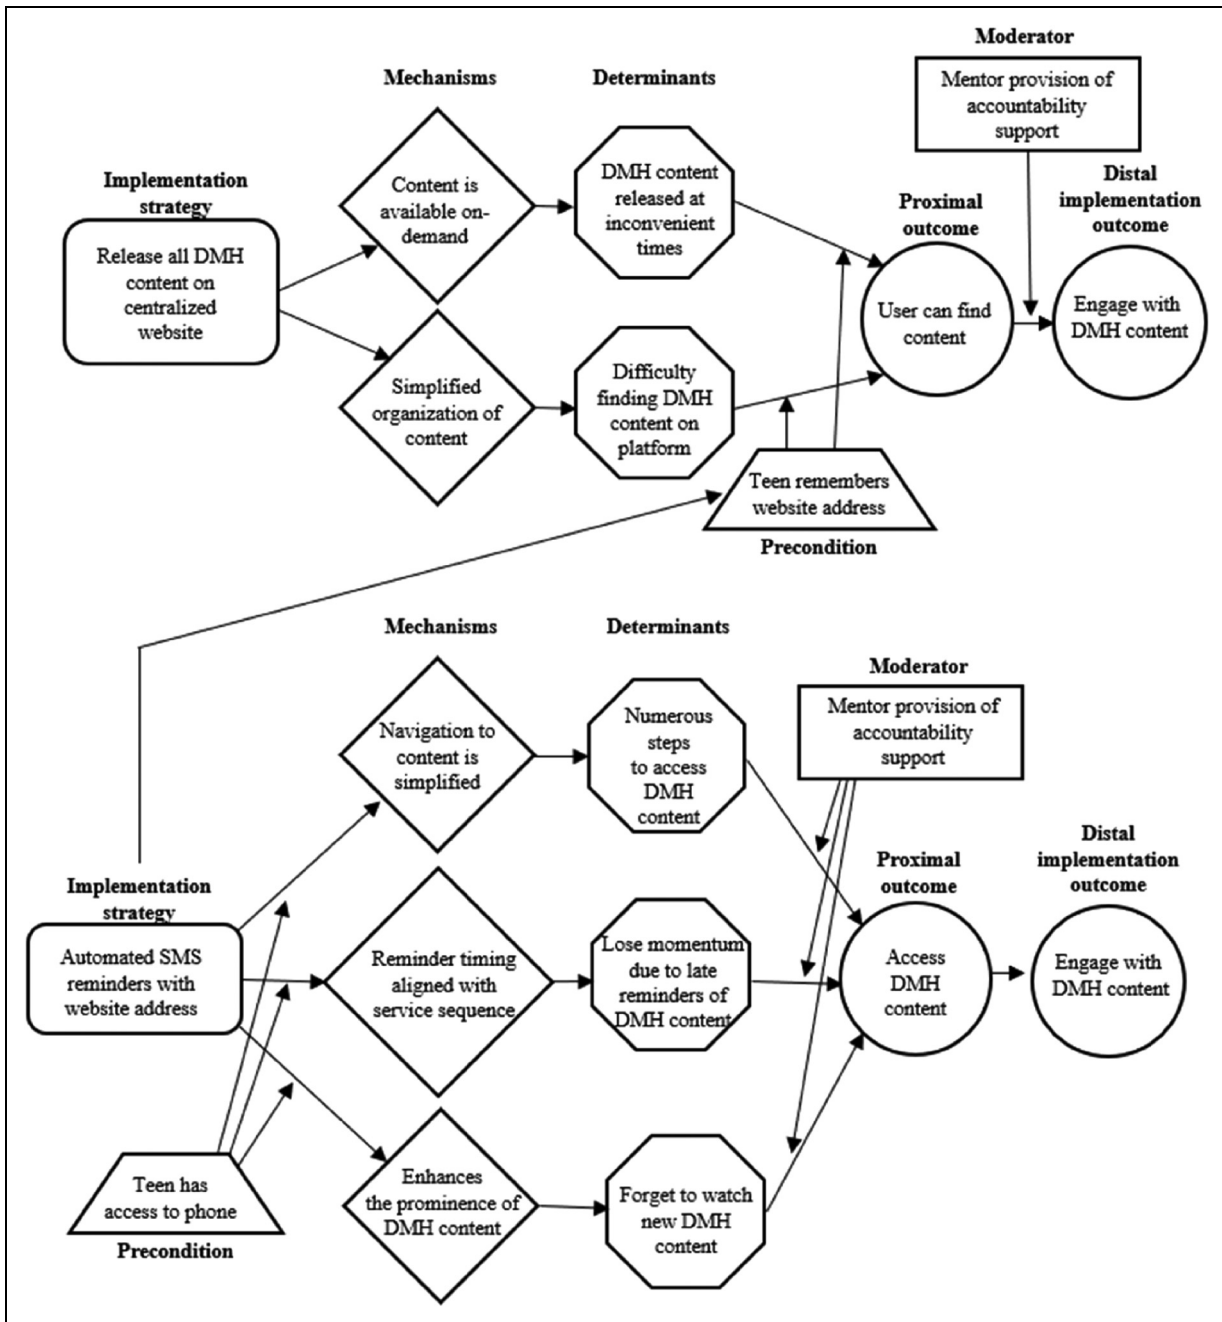 Moderator
Mentor provision of
accountability
support
Mechanisms
Determinants
Implementation
strategy
Release all DMH
content on
centralized
website
Content is
available on-
demand
DMH content
released at
inconvenient
times
Proximal
outcome
User can find
content
Distal
implementation
outcome
Engage with
DMH content
Simplified
organization of
content
Difficulty
finding DMH
content on
platform
Teen remembers
website address
Precondition
Mechanisms
Determinants
Moderator
Mentor provision of
accountability
support
Navigation to
content is
simplified
Numerous
steps
to access
DMH
content
Implementation
strategy
Automated SMS
reminders with
website address
Reminder timing
aligned with
service sequence
Lose momentum
due to late
reminders of
DMH content
Proximal
outcome
Access
DMH
content
Distal
implementation
outcome
Engage with
DMH content
Teen has
access to phone
Precondition
Enhances
the prominence of
DMH content
Forget to watch
new DMH
content